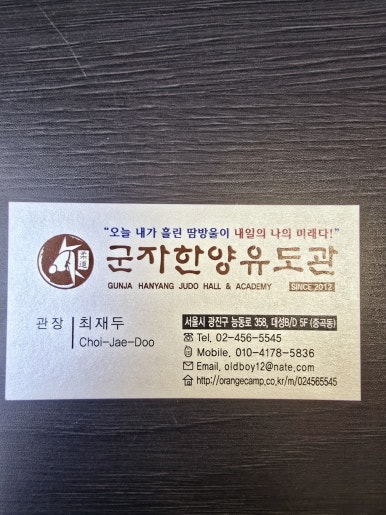 "오늘 내가 흘린 땀방울이 내일의 나의 미래다!"
柔道
군자한양유도관
GUNJA HANYANG JUDO HALL & ACADEMY
SINCE 2012
관장
최재두
Choi-Jae-Doo
서울시 광진구 능동로 358, 대성B/D 5F (중곡동)
Tel. 02-456-5545
Mobile. 010-4178-5836
Email. oldboy12@nate.com
http://orangecamp.co.kr/m/024565545